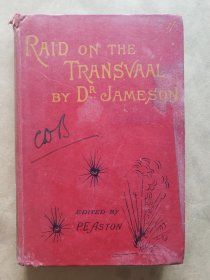 RAID ON THE
TRANSVAAL
BY DR JAMESON
EDITED BY
P.E. ASTON